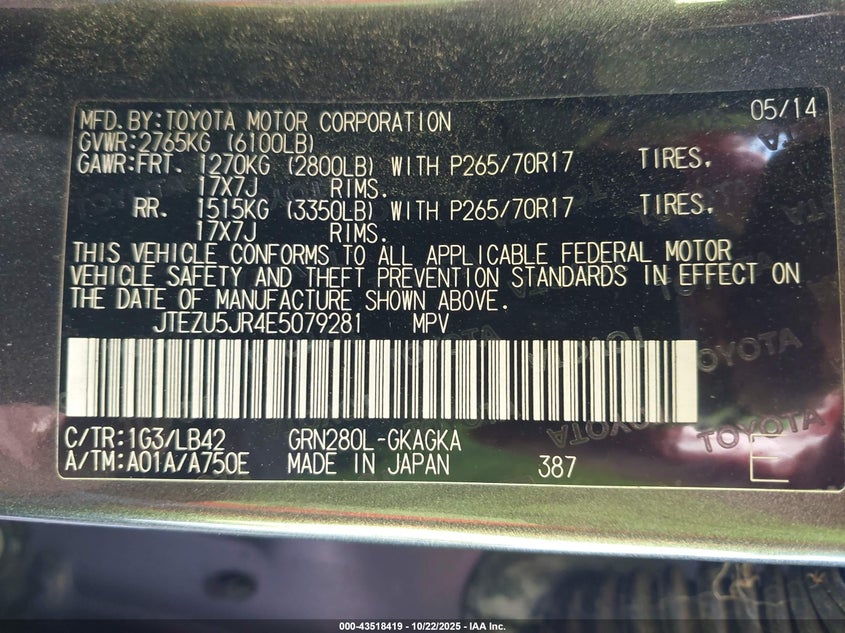 MFD.BY:TOYOTA MOTOR CORPORATION 05/14
GVWR:2765KG (6100LB)
GAWR:FRT. 1270KG (2800LB) WITH P265/70R17 TIRES,
17X7J RIMS.
RR. 1515KG (3350LB) WITH P265/70R17 TIRES,
17X7J RIMS.
THIS VEHICLE CONFORMS TO ALL APPLICABLE FEDERAL MOTOR
VEHICLE SAFETY AND THEFT PREVENTION STANDARDS IN EFFECT ON
THE DATE OF MANUFACTURE SHOWN ABOVE.
JTEZU5JR4E5079281 MPV
TOYOTA
TOYOTA
C/TR:1G3/LB42 GRN280L-GKAGKA
A/TM:A01A/A750E MADE IN JAPAN 387 E
000-43518419 - 10/22/2025 - IAA Inc.